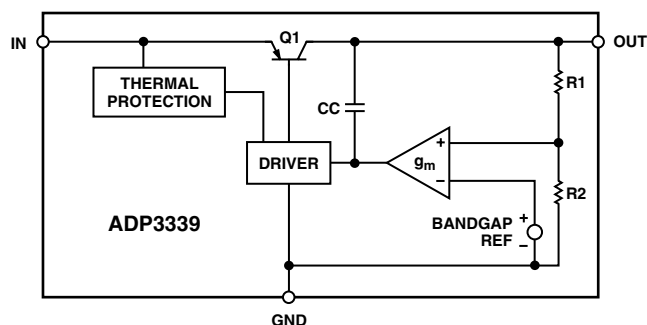 IN
Q1
OUT
THERMAL
PROTECTION
R1
CC
+
gm
−
DRIVER
R2
ADP3339
BANDGAP
REF
+
−
GND